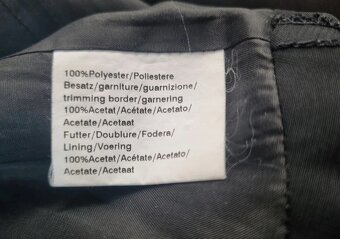 100%Polyester/Poliestere
Besatz/garniture/guarnizione/
trimming border/garnering
100%Acetat/Acétate/Acetato/
Acetate/Acetaat
Futter/Doublure/Fodera/
Lining/Voering
100%Acetat/Acétate/Acetato/
Acetate/Acetaat